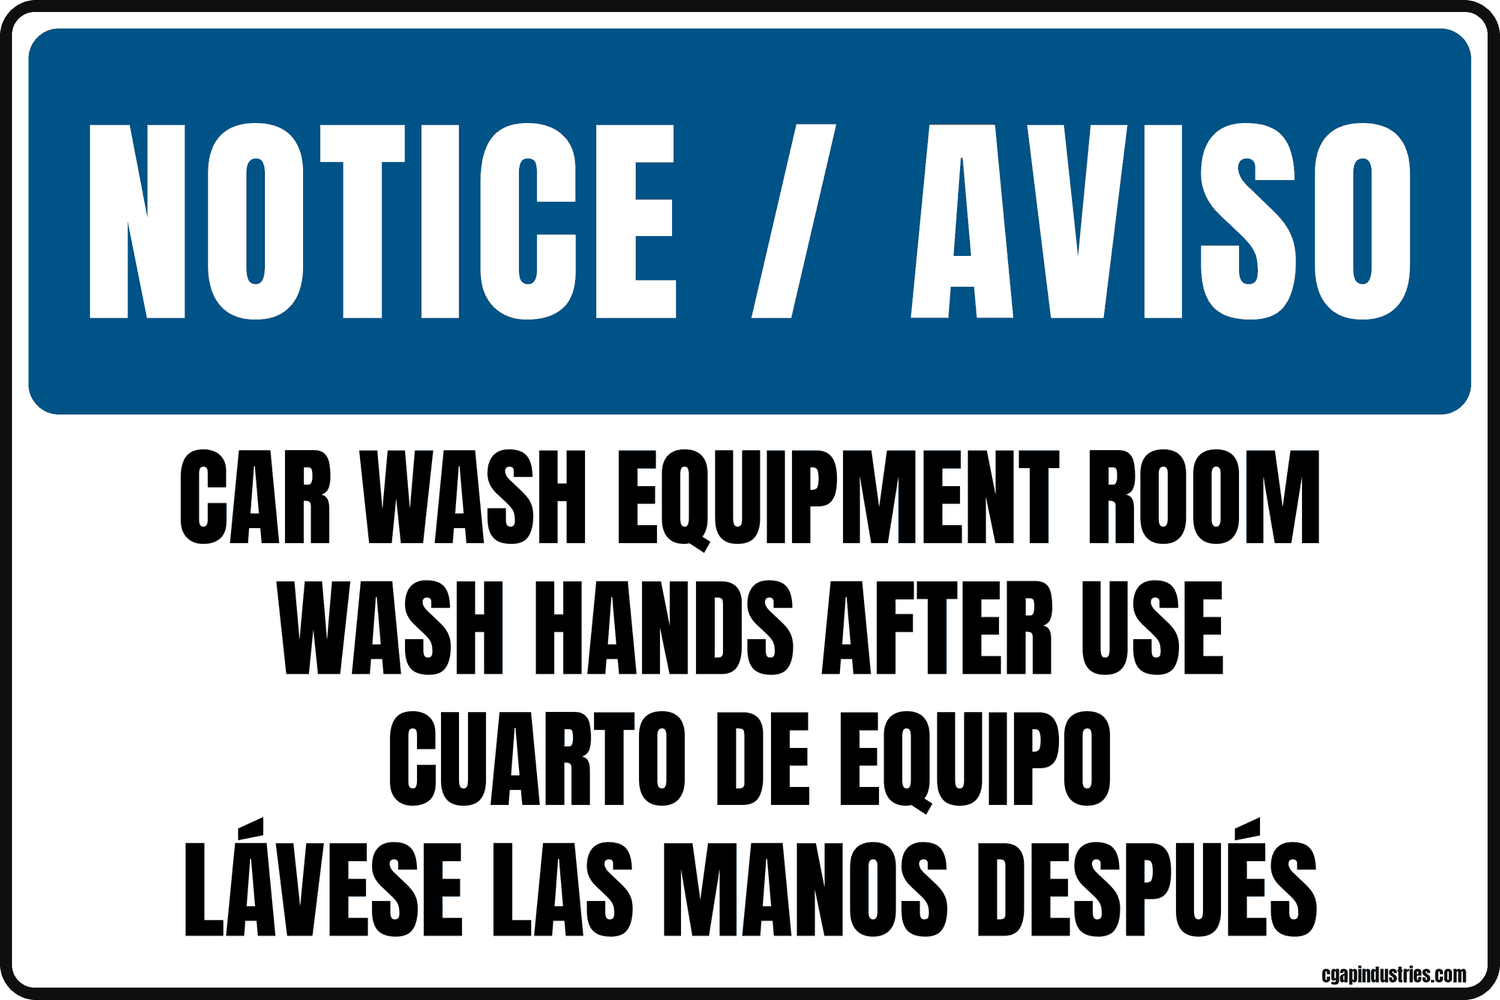 NOTICE / AVISO
CAR WASH EQUIPMENT ROOM
WASH HANDS AFTER USE
CUARTO DE EQUIPO
LÁVESE LAS MANOS DESPUÉS
cgapindustries.com